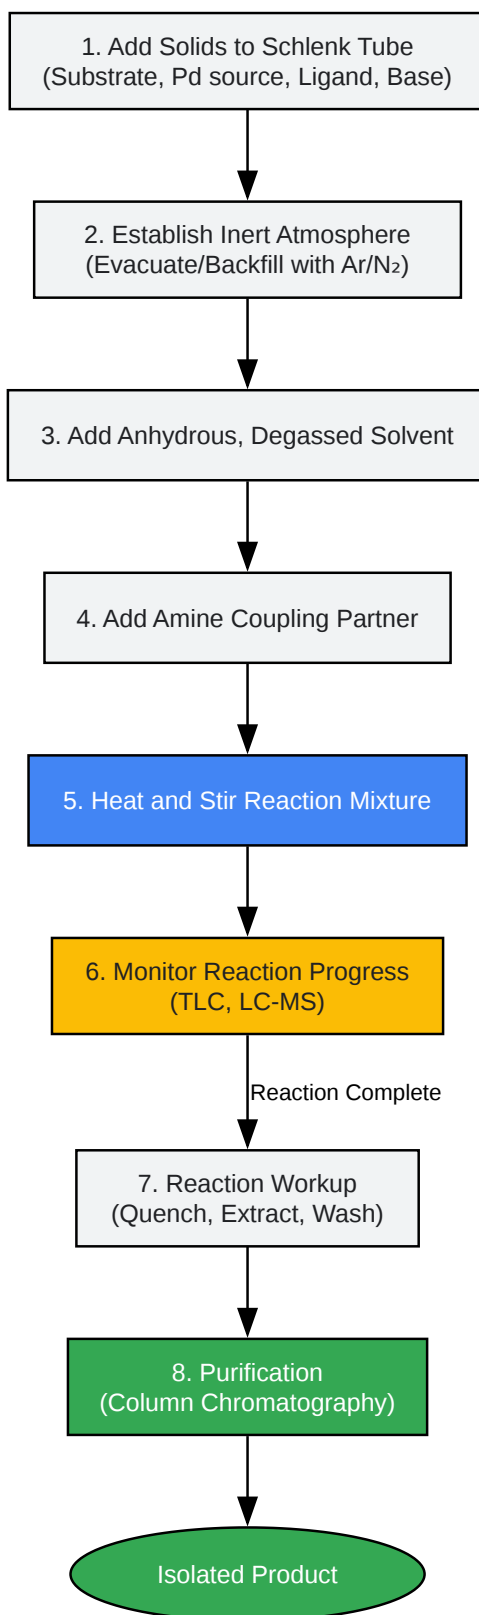 1. Add Solids to Schlenk Tube
(Substrate, Pd source, Ligand, Base)
2. Establish Inert Atmosphere
(Evacuate/Backfill with Ar/N₂)
3. Add Anhydrous, Degassed Solvent
4. Add Amine Coupling Partner
5. Heat and Stir Reaction Mixture
6. Monitor Reaction Progress
(TLC, LC-MS)
Reaction Complete
7. Reaction Workup
(Quench, Extract, Wash)
8. Purification
(Column Chromatography)
Isolated Product